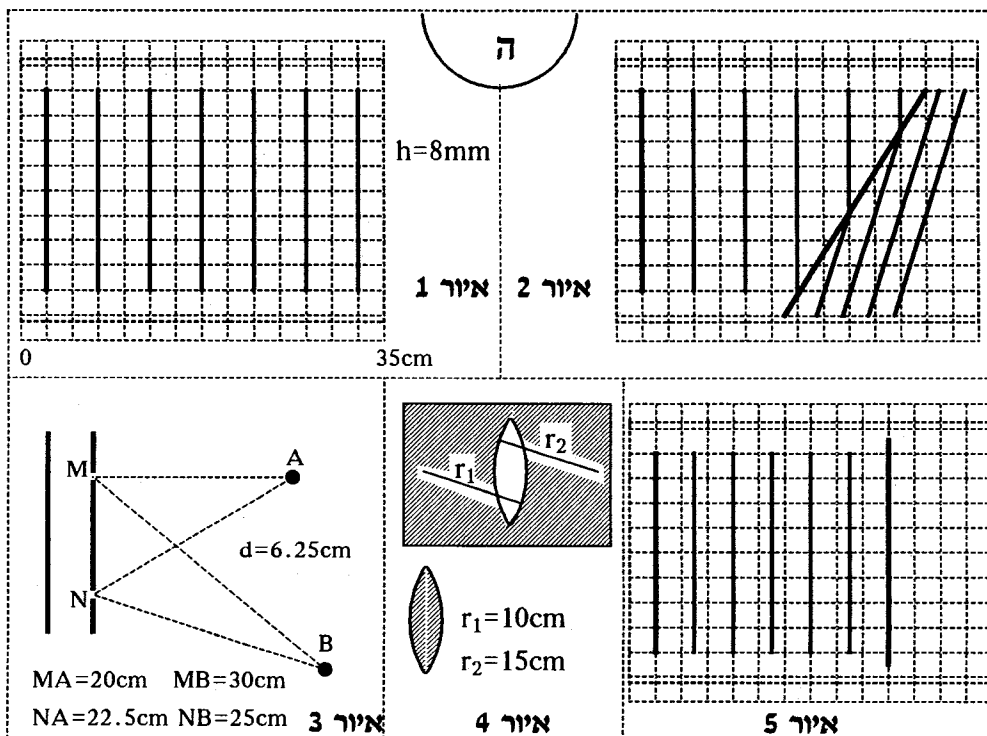 ה
h=8mm
איור 1
איור 2
0
35cm
M
A
d=6.25cm
N
B
MA=20cm MB=30cm
NA=22.5cm NB=25cm
איור 3
r₁
r₂
r₁=10cm
r₂=15cm
איור 4
איור 5